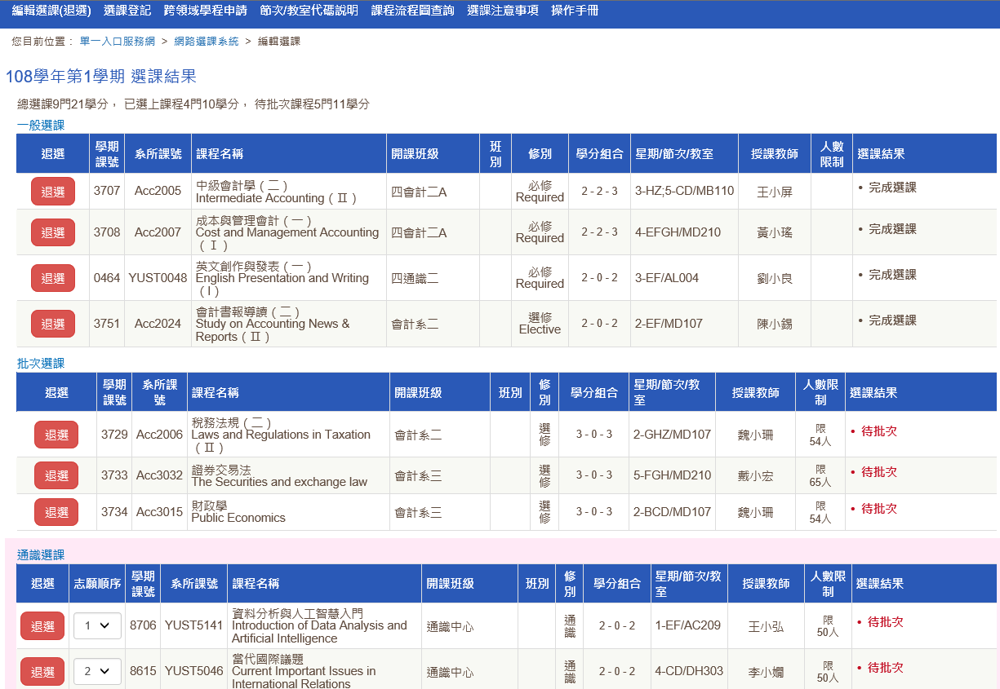 編輯選課(退選) 選課登記 跨領域學程申請 節次/教室代碼說明 課程流程圖查詢 選課注意事項 操作手冊
您目前位置： 單一入口服務網 > 網路選課系統 > 編輯選課
108學年第1學期 選課結果
總選課9門21學分， 已選上課程4門10學分， 待批次課程5門11學分
一般選課
退選 學期課號 系所課號 課程名稱 開課班級 班別 修別 學分組合 星期/節次/教室 授課教師 人數限制 選課結果
退選 3707 Acc2005 中級會計學（二） 四會計二A 必修 2 - 2 - 3 3-HZ;5-CD/MB110 王小屏 • 完成選課
Intermediate Accounting（Ⅱ） Required
退選 3708 Acc2007 成本與管理會計（一） 四會計二A 必修 2 - 2 - 3 4-EFGH/MD210 黃小瑤 • 完成選課
Cost and Management Accounting Required
（Ⅰ）
退選 0464 YUST0048 英文創作與發表（一） 四通識二 必修 2 - 0 - 2 3-EF/AL004 劉小良 • 完成選課
English Presentation and Writing Required
（I）
退選 3751 Acc2024 會計書報導讀（二） 會計系二 選修 2 - 0 - 2 2-EF/MD107 陳小錫 • 完成選課
Study on Accounting News & Elective
Reports（Ⅱ）
批次選課
退選 學期課號 系所課號 課程名稱 開課班級 班別 修別 學分組合 星期/節次/教室 授課教師 人數限制 選課結果
退選 3729 Acc2006 稅務法規（二） 會計系二 選修 3 - 0 - 3 2-GHZ/MD107 魏小珊 限54人 • 待批次
Laws and Regulations in Taxation
（Ⅱ）
退選 3733 Acc3032 證券交易法 會計系三 選修 3 - 0 - 3 5-FGH/MD210 戴小宏 限65人 • 待批次
The Securities and exchange law
退選 3734 Acc3015 財政學 會計系三 選修 3 - 0 - 3 2-BCD/MD107 魏小珊 限54人 • 待批次
Public Economics
通識選課
退選 志願順序 學期課號 系所課號 課程名稱 開課班級 班別 修別 學分組合 星期/節次/教室 授課教師 人數限制 選課結果
退選 1 8706 YUST5141 資料分析與人工智慧入門 通識中心 通識 2 - 0 - 2 1-EF/AC209 王小弘 限50人 • 待批次
Introduction of Data Analysis and
Artificial Intelligence
退選 2 8615 YUST5046 當代國際議題 通識中心 通識 2 - 0 - 2 4-CD/DH303 李小嫺 限50人 • 待批次
Current Important Issues in
International Relations